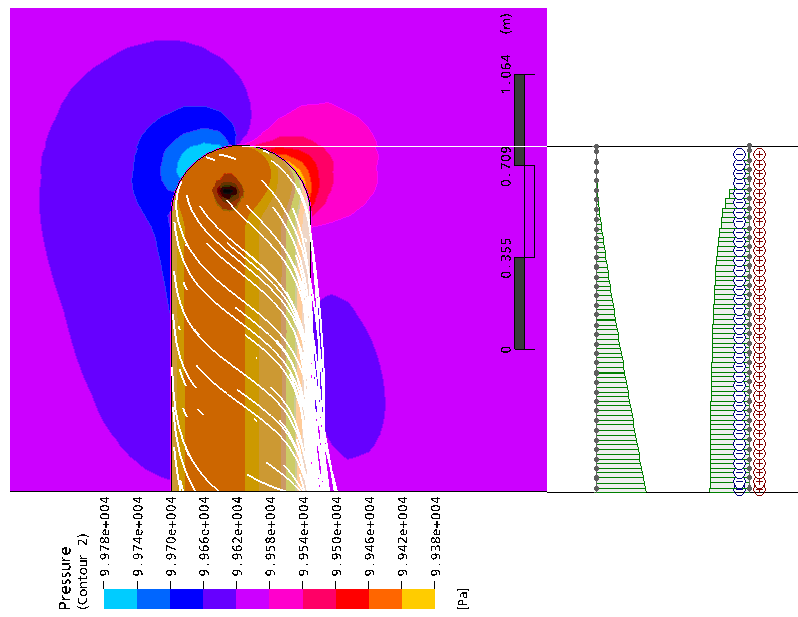 (m)
1.064
0.709
0.355
0
9.978e+004
9.974e+004
9.970e+004
9.966e+004
9.962e+004
9.958e+004
9.954e+004
9.950e+004
9.946e+004
9.942e+004
9.938e+004
Pressure
(Contour 2)
[Pa]